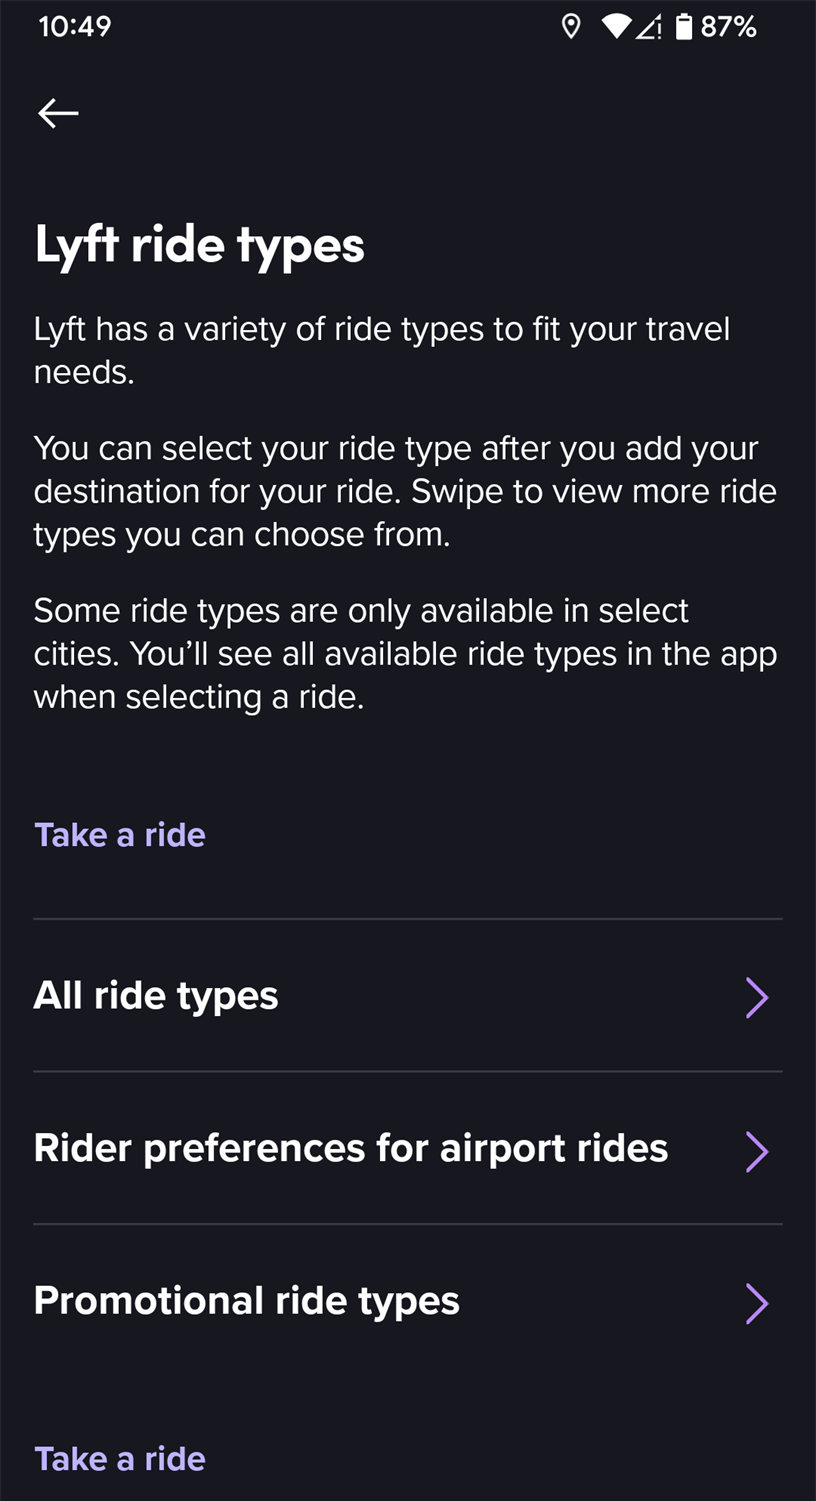 10:49
87%
Lyft ride types
Lyft has a variety of ride types to fit your travel
needs.
You can select your ride type after you add your
destination for your ride. Swipe to view more ride
types you can choose from.
Some ride types are only available in select
cities. You’ll see all available ride types in the app
when selecting a ride.
Take a ride
All ride types
Rider preferences for airport rides
Promotional ride types
Take a ride